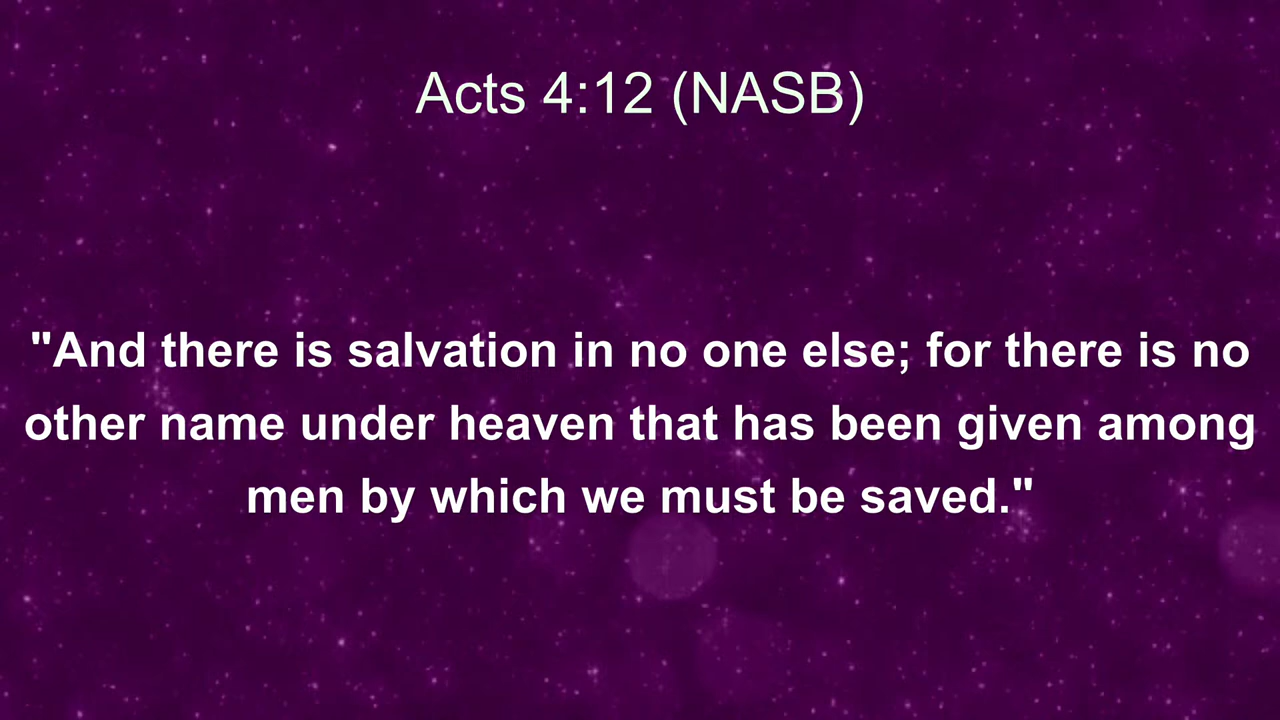 Acts 4:12 (NASB)
"And there is salvation in no one else; for there is no
other name under heaven that has been given among
men by which we must be saved."